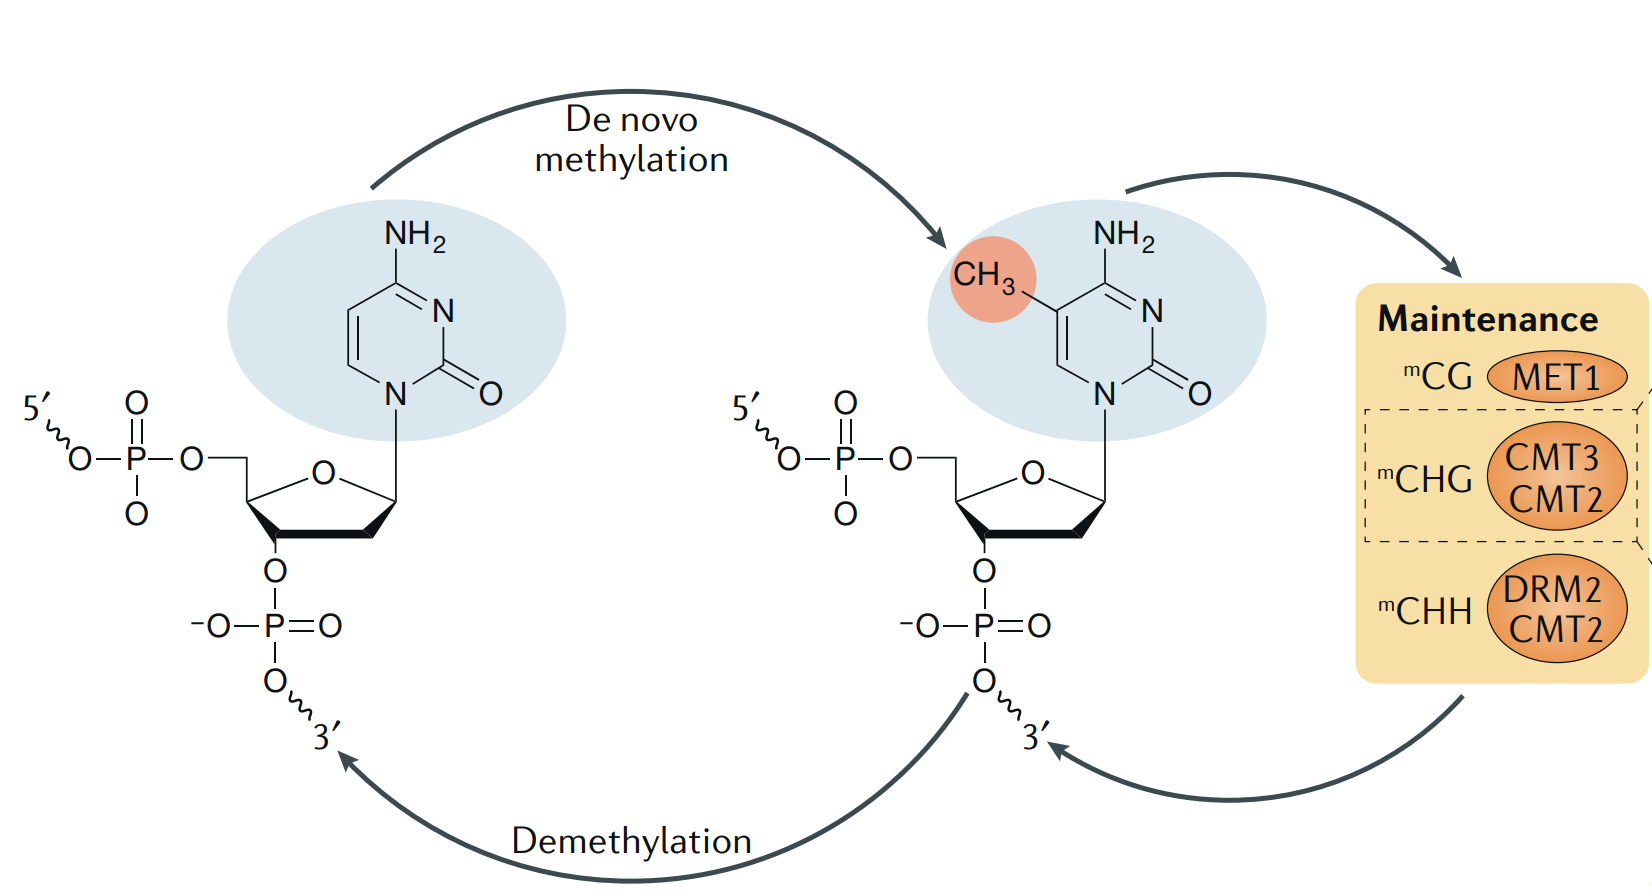 De novo
methylation
NH2
N
N
O
5′
O
O
P
O
O
O
O
⁻O
P
O
O
3′
CH3
NH2
N
N
O
5′
O
O
P
O
O
O
O
⁻O
P
O
O
3′
Maintenance
ᵐCG MET1
ᵐCHG CMT3
CMT2
ᵐCHH DRM2
CMT2
Demethylation